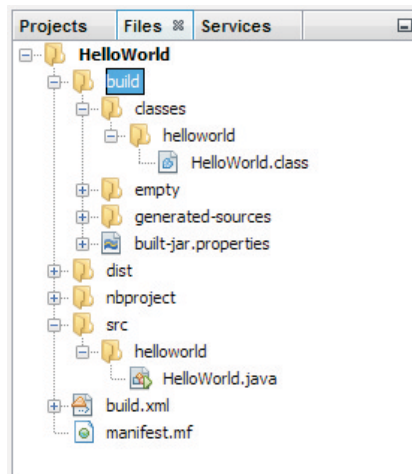 Projects Files Services
HelloWorld
build
classes
helloworld
HelloWorld.class
empty
generated-sources
built-jar.properties
dist
nbproject
src
helloworld
HelloWorld.java
build.xml
manifest.mf